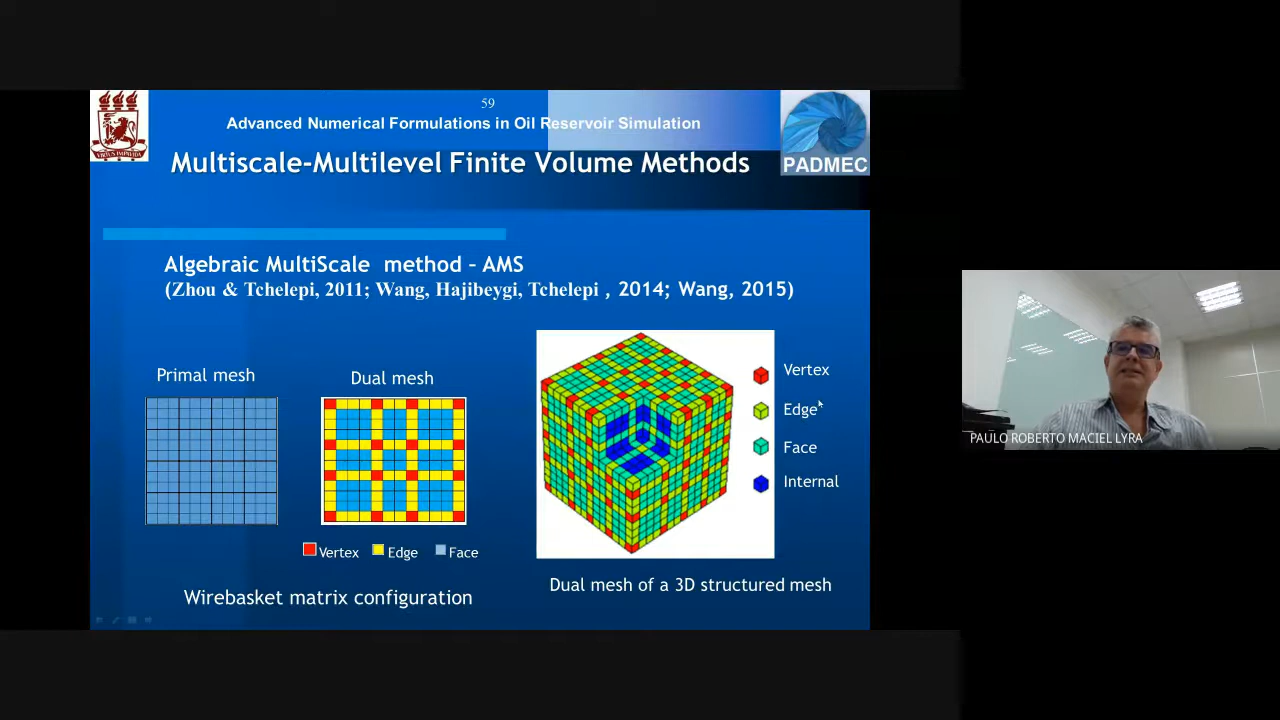 59
Advanced Numerical Formulations in Oil Reservoir Simulation
Multiscale-Multilevel Finite Volume Methods
PADMEC
Algebraic MultiScale method – AMS
(Zhou & Tchelepi, 2011; Wang, Hajibeygi, Tchelepi , 2014; Wang, 2015)
Primal mesh
Dual mesh
Vertex
Edge
Face
Internal
Vertex Edge Face
Wirebasket matrix configuration
Dual mesh of a 3D structured mesh
PAULO ROBERTO MACIEL LYRA